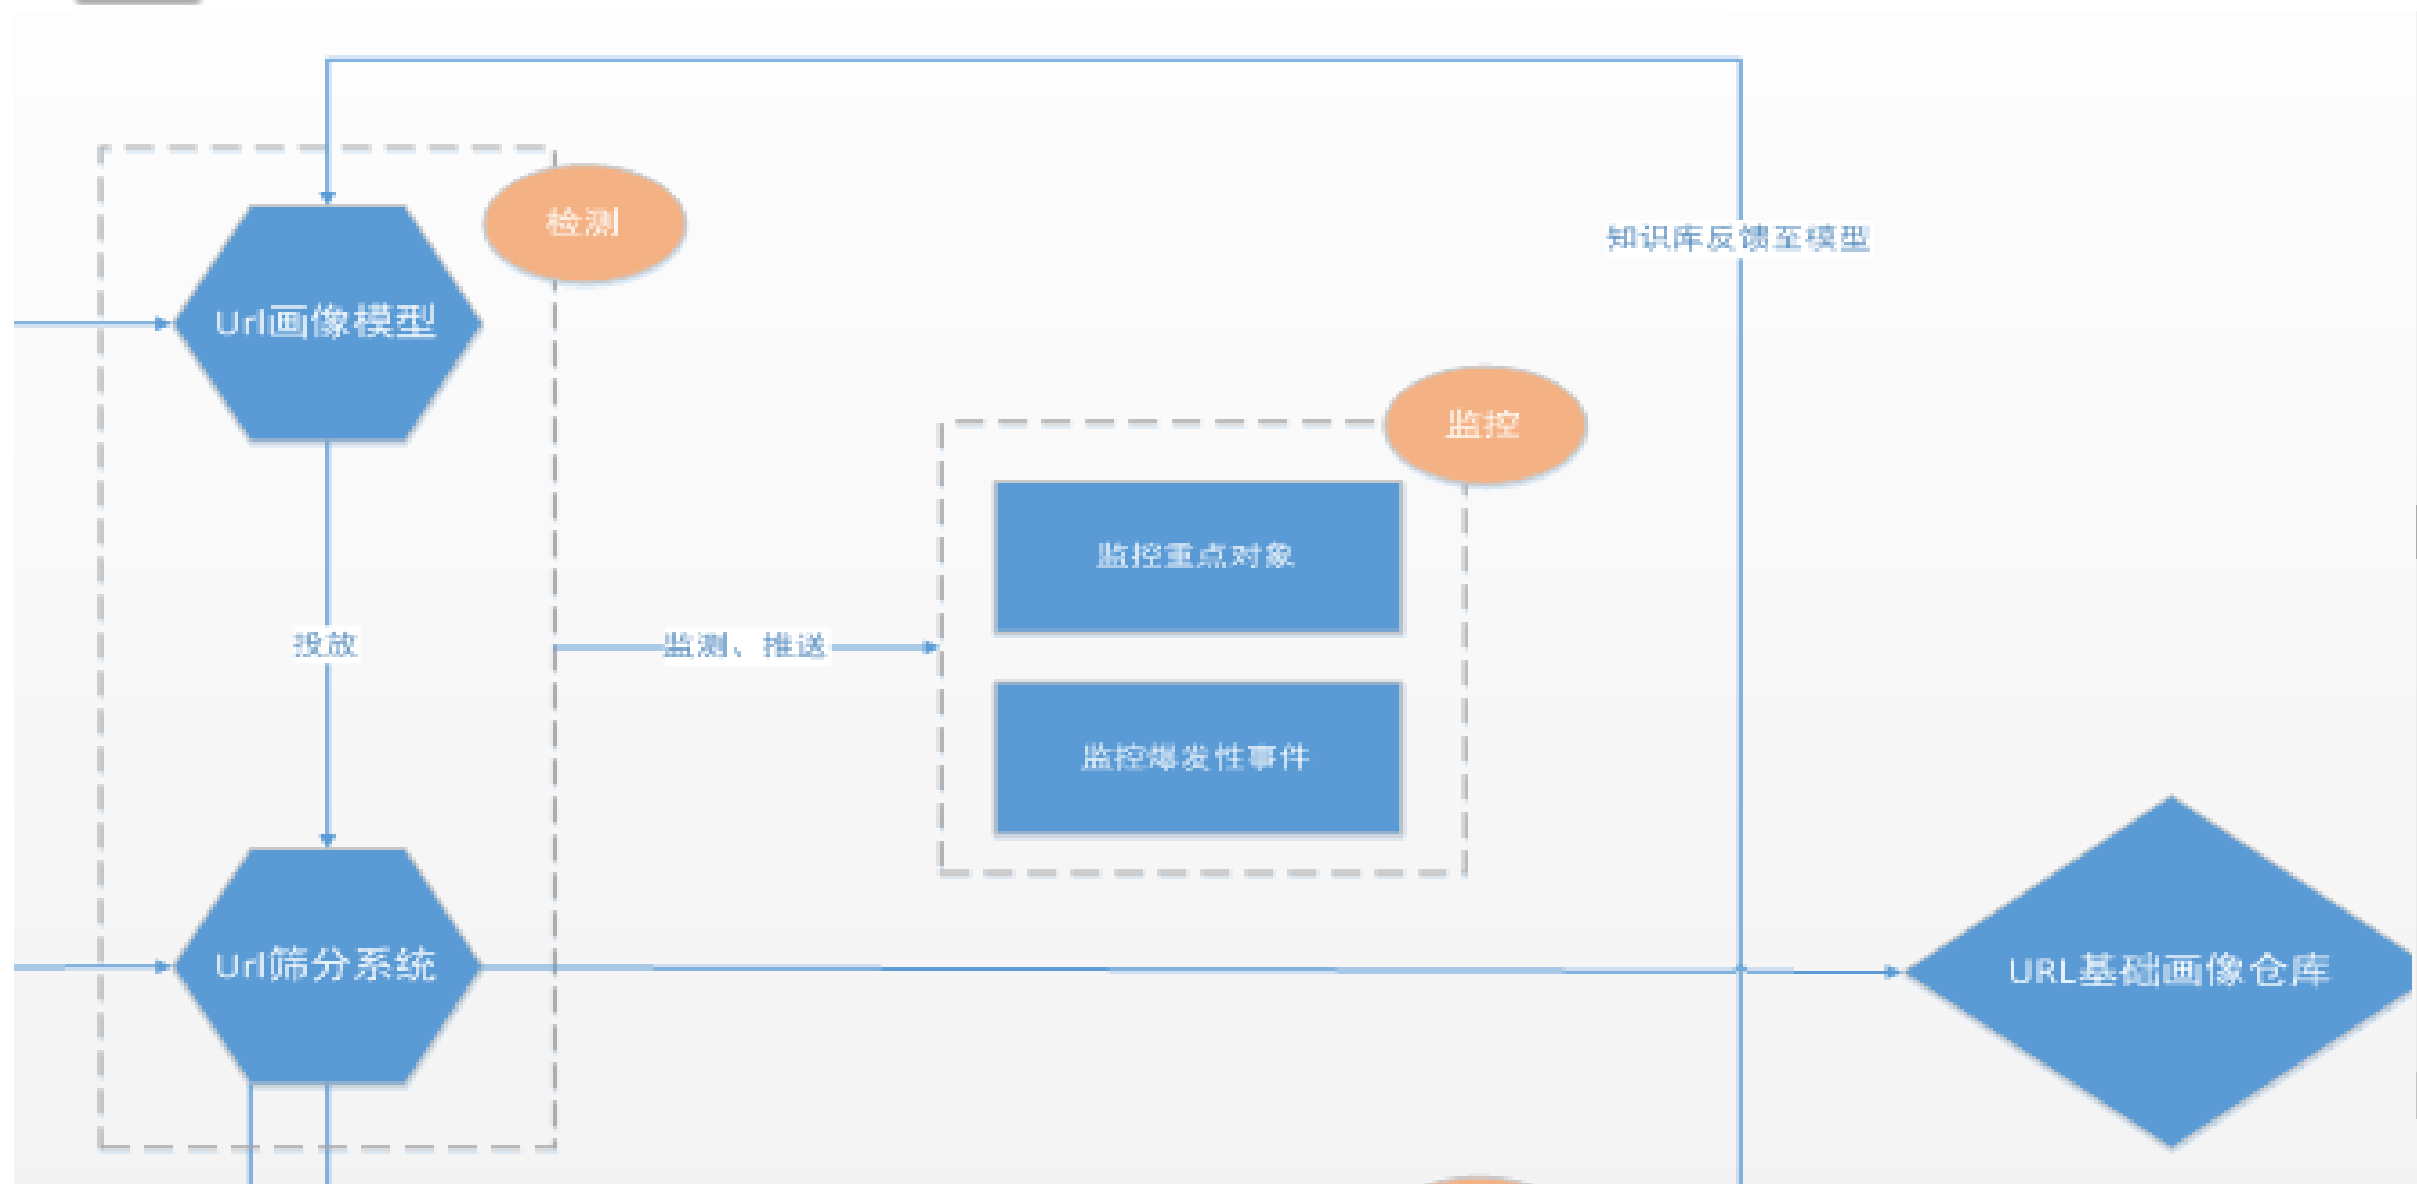 检测
知识库反馈至模型
Url画像模型
监控
监控重点对象
投放
监测、推送
监控爆发性事件
Url筛分系统
URL基础画像仓库